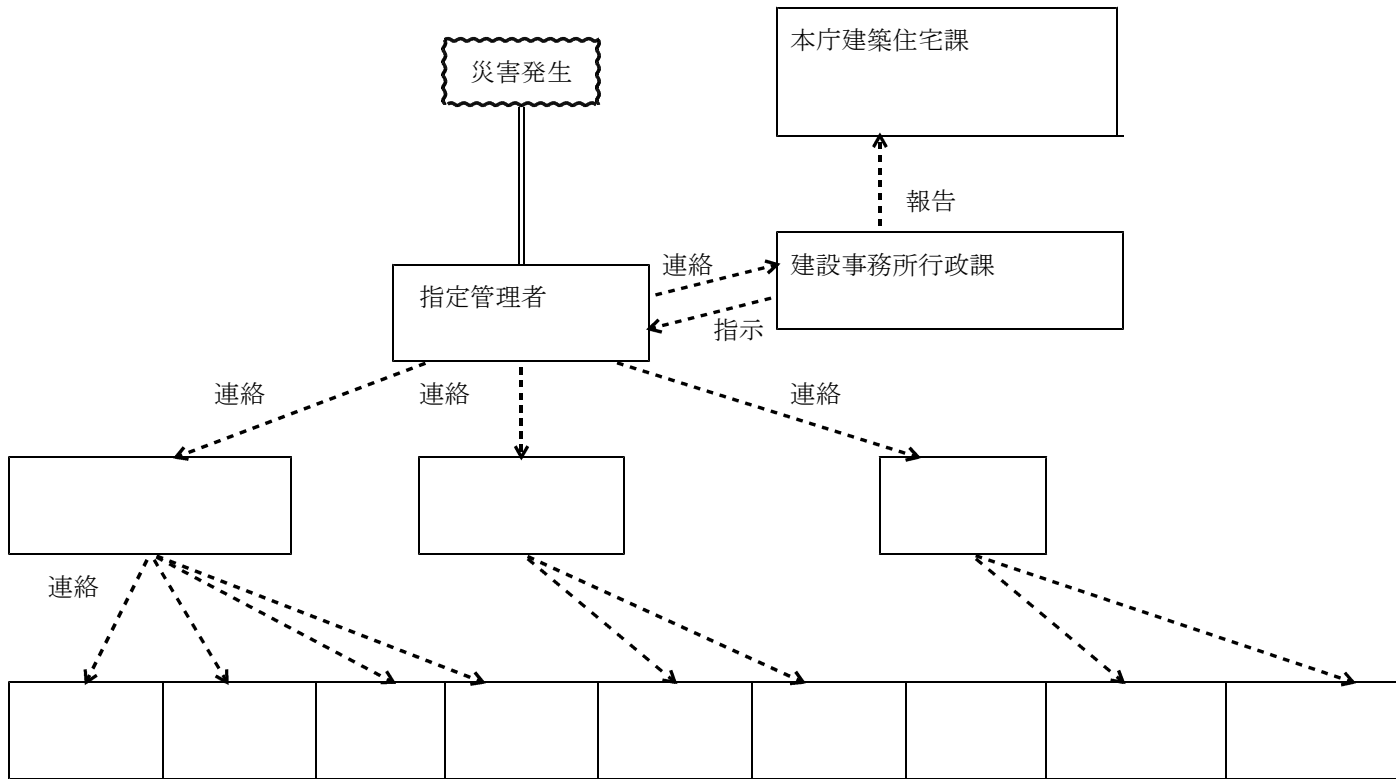 本庁建築住宅課
災害発生
報告
建設事務所行政課
連絡
指定管理者
指示
連絡
連絡
連絡
連絡